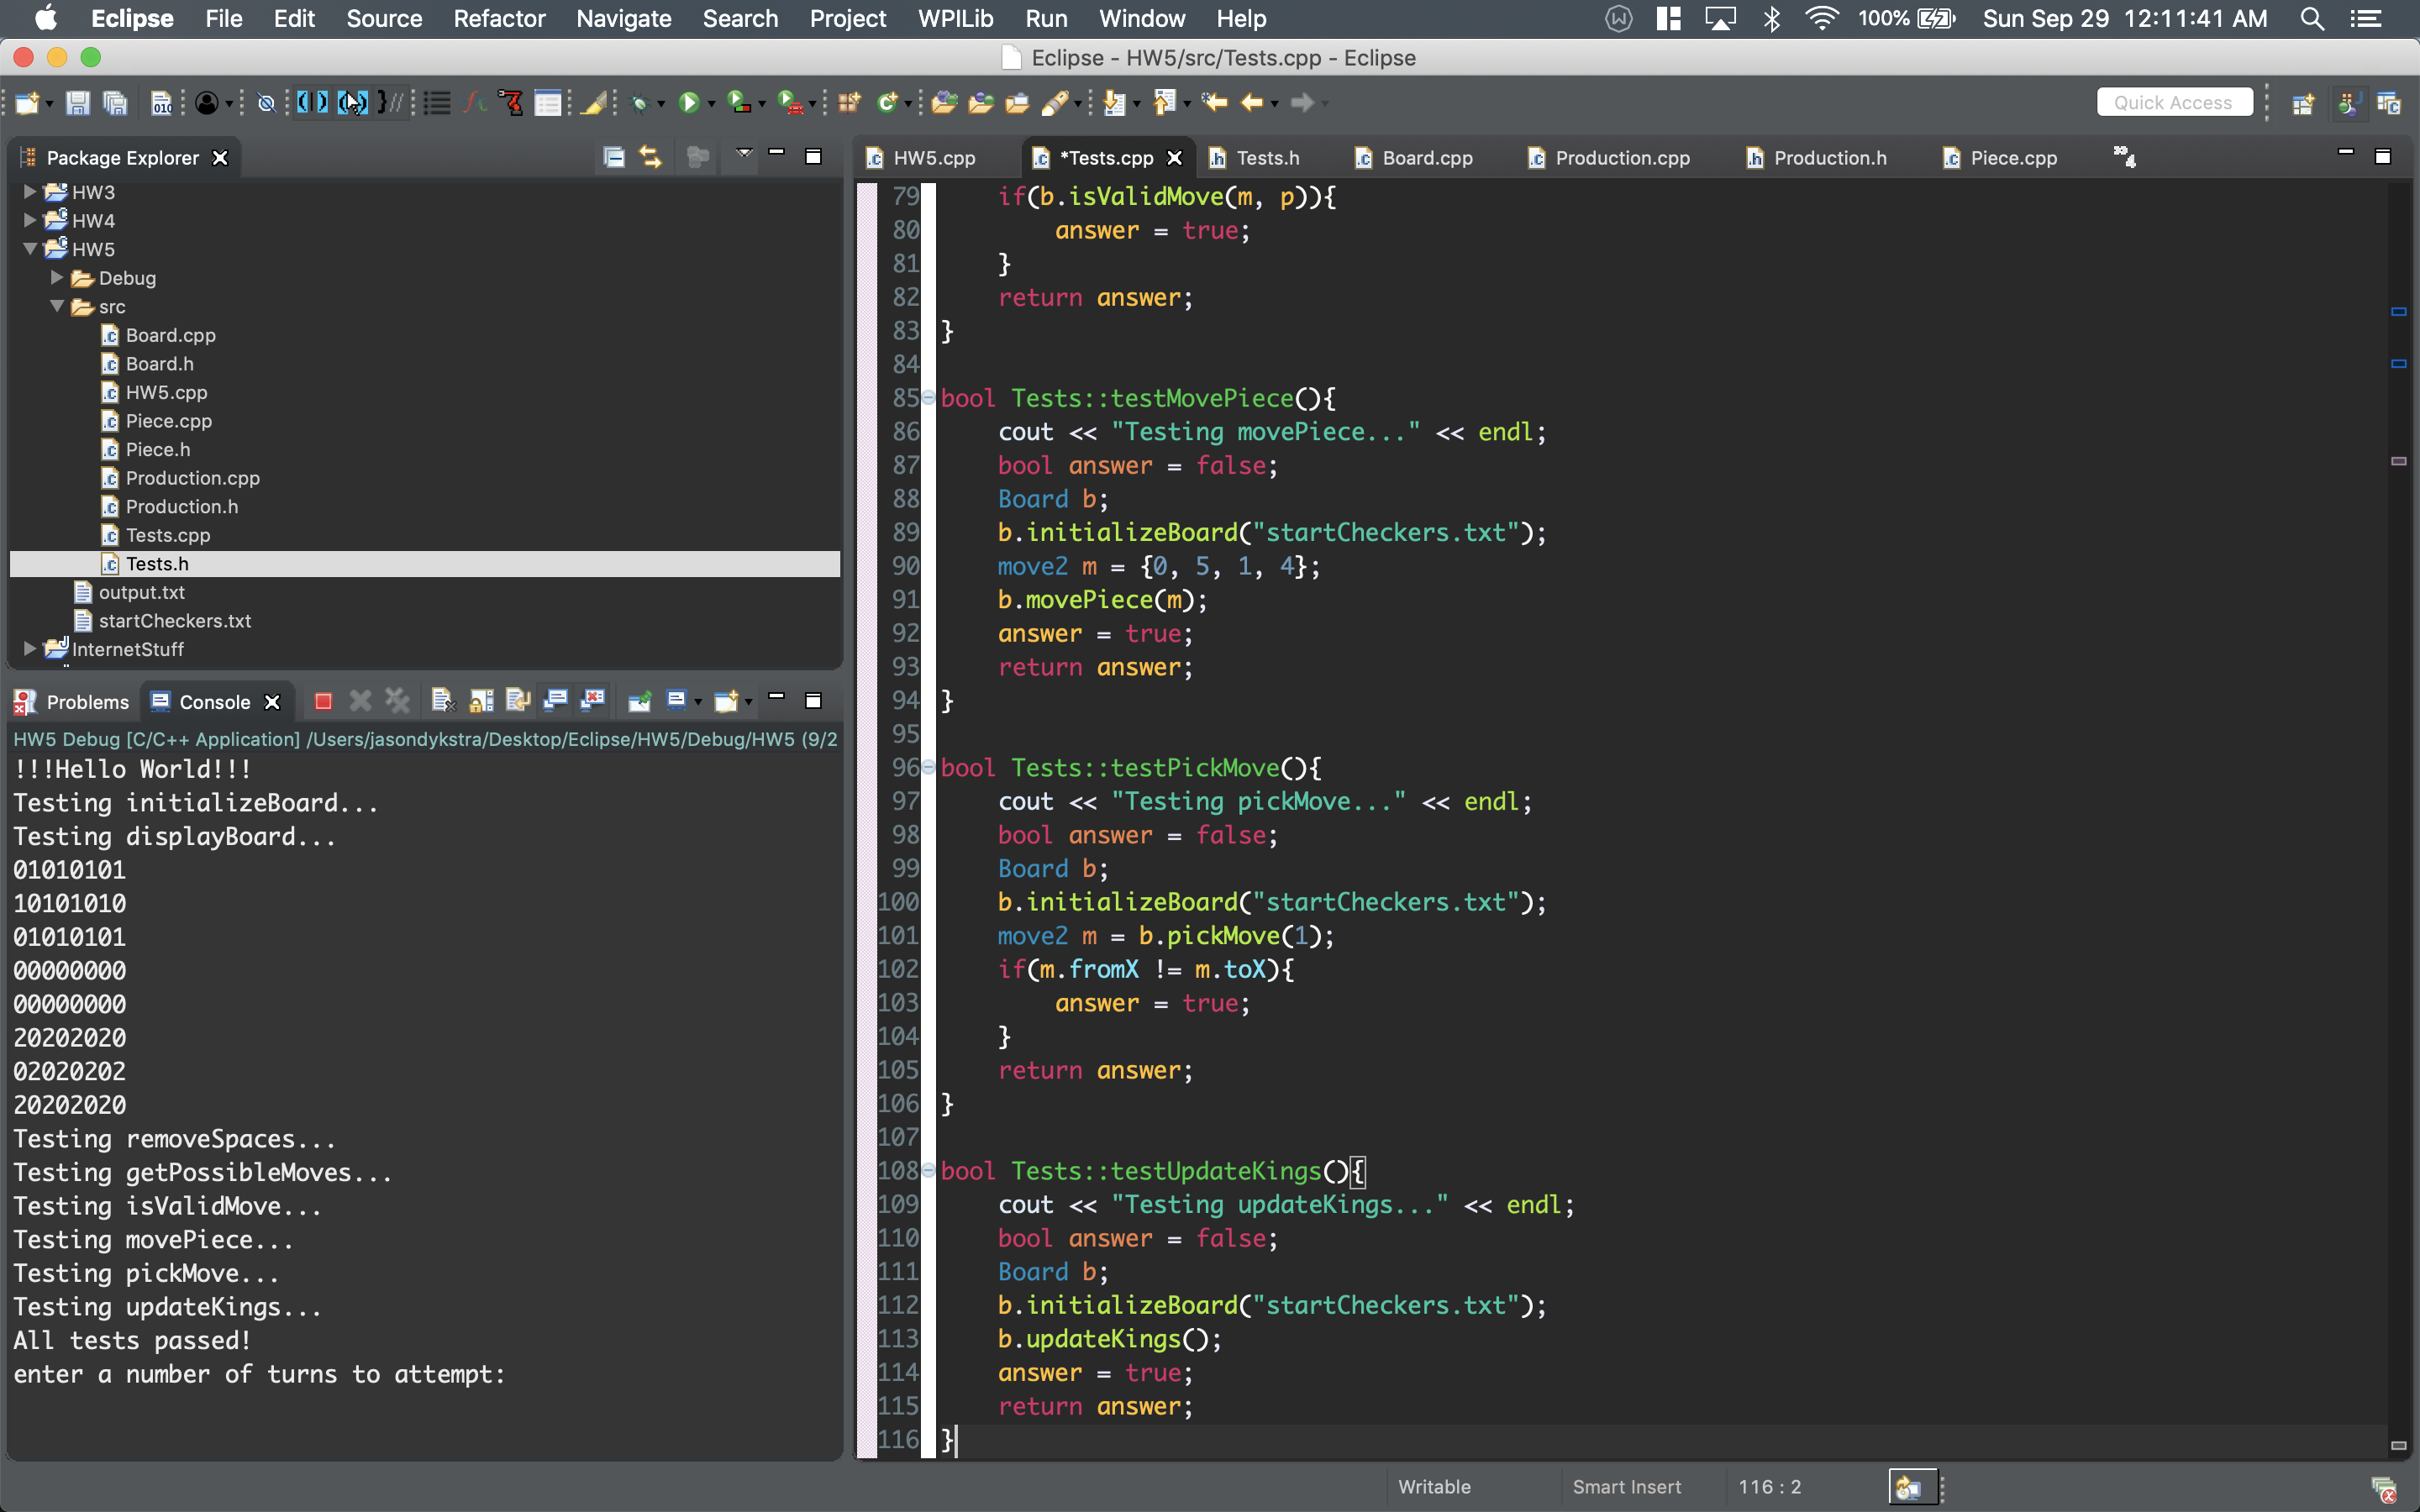 Eclipse File Edit Source Refactor Navigate Search Project WPILib Run Window Help 100% Sun Sep 29 12:11:41 AM
Eclipse - HW5/src/Tests.cpp - Eclipse
Quick Access
Package Explorer
HW3
HW4
HW5
Debug
src
Board.cpp
Board.h
HW5.cpp
Piece.cpp
Piece.h
Production.cpp
Production.h
Tests.cpp
Tests.h
output.txt
startCheckers.txt
InternetStuff
Problems Console
HW5 Debug [C/C++ Application] /Users/jasondykstra/Desktop/Eclipse/HW5/Debug/HW5 (9/2
!!!Hello World!!!
Testing initializeBoard...
Testing displayBoard...
01010101
10101010
01010101
00000000
00000000
20202020
02020202
20202020
Testing removeSpaces...
Testing getPossibleMoves...
Testing isValidMove...
Testing movePiece...
Testing pickMove...
Testing updateKings...
All tests passed!
enter a number of turns to attempt:
HW5.cpp *Tests.cpp Tests.h Board.cpp Production.cpp Production.h Piece.cpp 4
79 if(b.isValidMove(m, p)){
80 answer = true;
81 }
82 return answer;
83 }
84
85 bool Tests::testMovePiece(){
86 cout << "Testing movePiece..." << endl;
87 bool answer = false;
88 Board b;
89 b.initializeBoard("startCheckers.txt");
90 move2 m = {0, 5, 1, 4};
91 b.movePiece(m);
92 answer = true;
93 return answer;
94 }
95
96 bool Tests::testPickMove(){
97 cout << "Testing pickMove..." << endl;
98 bool answer = false;
99 Board b;
100 b.initializeBoard("startCheckers.txt");
101 move2 m = b.pickMove(1);
102 if(m.fromX != m.toX){
103 answer = true;
104 }
105 return answer;
106 }
107
108 bool Tests::testUpdateKings(){
109 cout << "Testing updateKings..." << endl;
110 bool answer = false;
111 Board b;
112 b.initializeBoard("startCheckers.txt");
113 b.updateKings();
114 answer = true;
115 return answer;
116 }
Writable Smart Insert 116 : 2